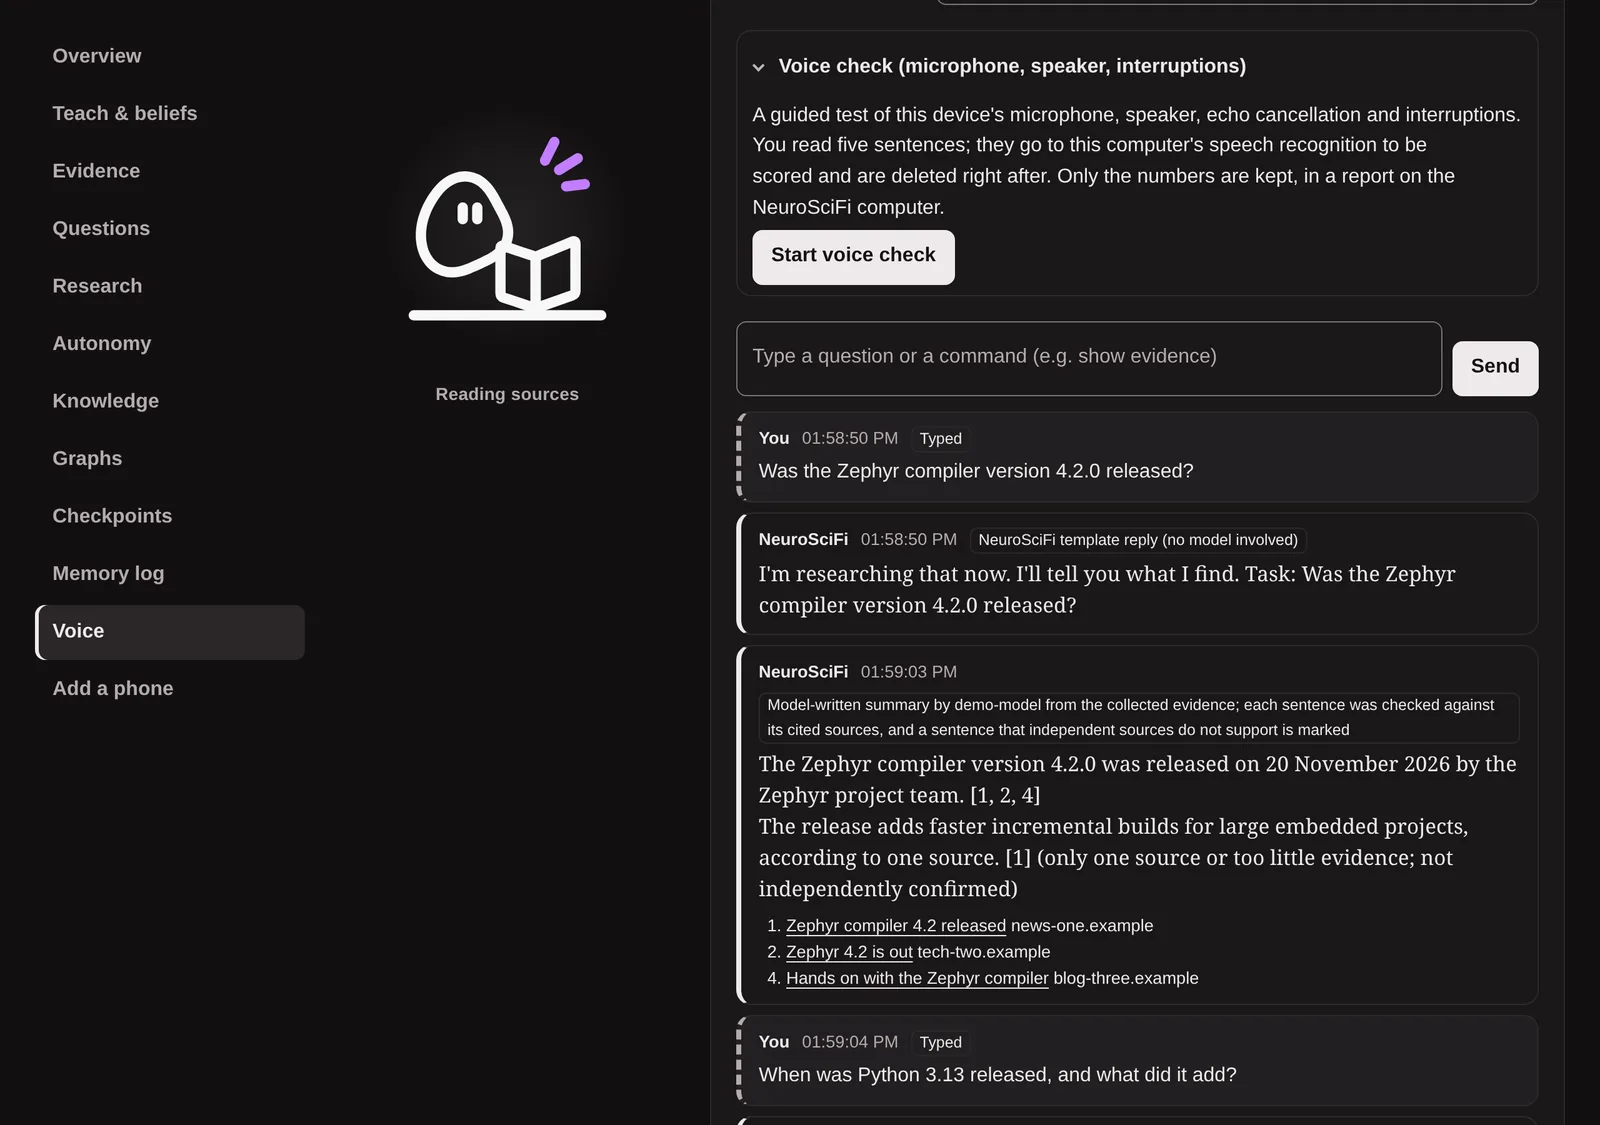 Overview
Teach & beliefs
Evidence
Questions
Research
Autonomy
Knowledge
Graphs
Checkpoints
Memory log
Voice
Add a phone
Reading sources
Voice check (microphone, speaker, interruptions)
A guided test of this device's microphone, speaker, echo cancellation and interruptions.
You read five sentences; they go to this computer's speech recognition to be
scored and are deleted right after. Only the numbers are kept, in a report on the
NeuroSciFi computer.
Start voice check
Type a question or a command (e.g. show evidence)
Send
You 01:58:50 PM Typed
Was the Zephyr compiler version 4.2.0 released?
NeuroSciFi 01:58:50 PM NeuroSciFi template reply (no model involved)
I'm researching that now. I'll tell you what I find. Task: Was the Zephyr
compiler version 4.2.0 released?
NeuroSciFi 01:59:03 PM
Model-written summary by demo-model from the collected evidence; each sentence was checked against
its cited sources, and a sentence that independent sources do not support is marked
The Zephyr compiler version 4.2.0 was released on 20 November 2026 by the
Zephyr project team. [1, 2, 4]
The release adds faster incremental builds for large embedded projects,
according to one source. [1] (only one source or too little evidence; not
independently confirmed)
1. Zephyr compiler 4.2 released news-one.example
2. Zephyr 4.2 is out tech-two.example
4. Hands on with the Zephyr compiler blog-three.example
You 01:59:04 PM Typed
When was Python 3.13 released, and what did it add?